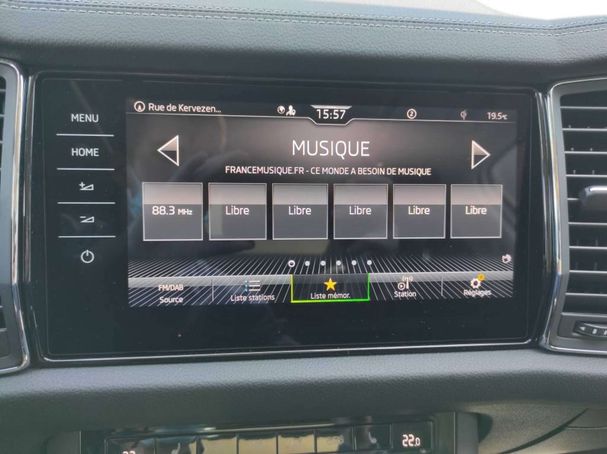 Rue de Kervezen...
15:57
2
19.5°C
MENU
HOME
MUSIQUE
FRANCEMUSIQUE.FR - CE MONDE A BESOIN DE MUSIQUE
88.3 MHz
Libre
Libre
Libre
Libre
Libre
FM/DAB
Source
Liste stations
Liste mémor.
Station
Réglages
22.0